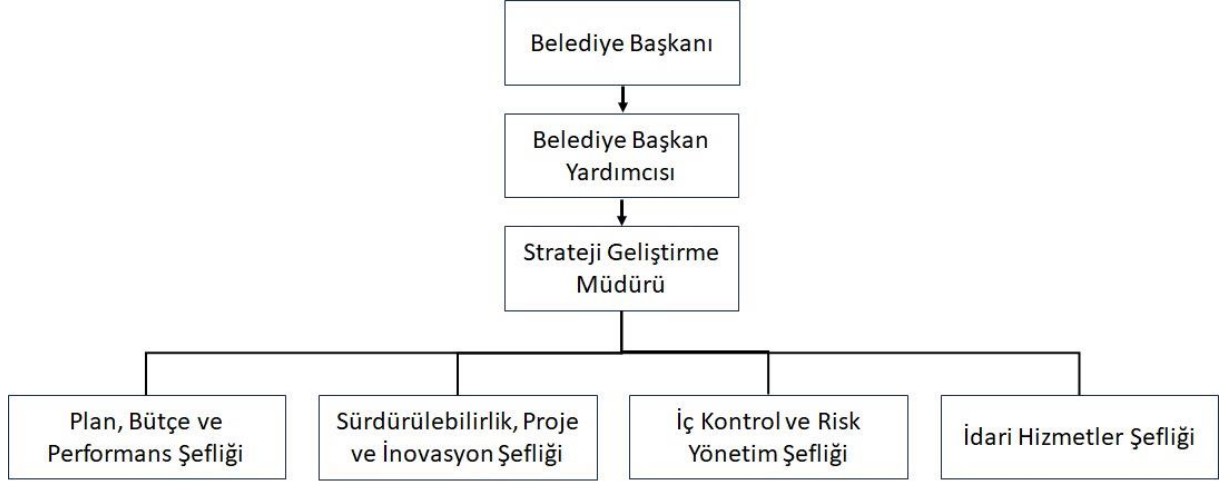 Belediye Başkanı
Belediye Başkan
Yardımcısı
Strateji Geliştirme
Müdürü
Plan, Bütçe ve
Performans Şefliği
Sürdürülebilirlik, Proje
ve İnovasyon Şefliği
İç Kontrol ve Risk
Yönetim Şefliği
İdari Hizmetler Şefliği